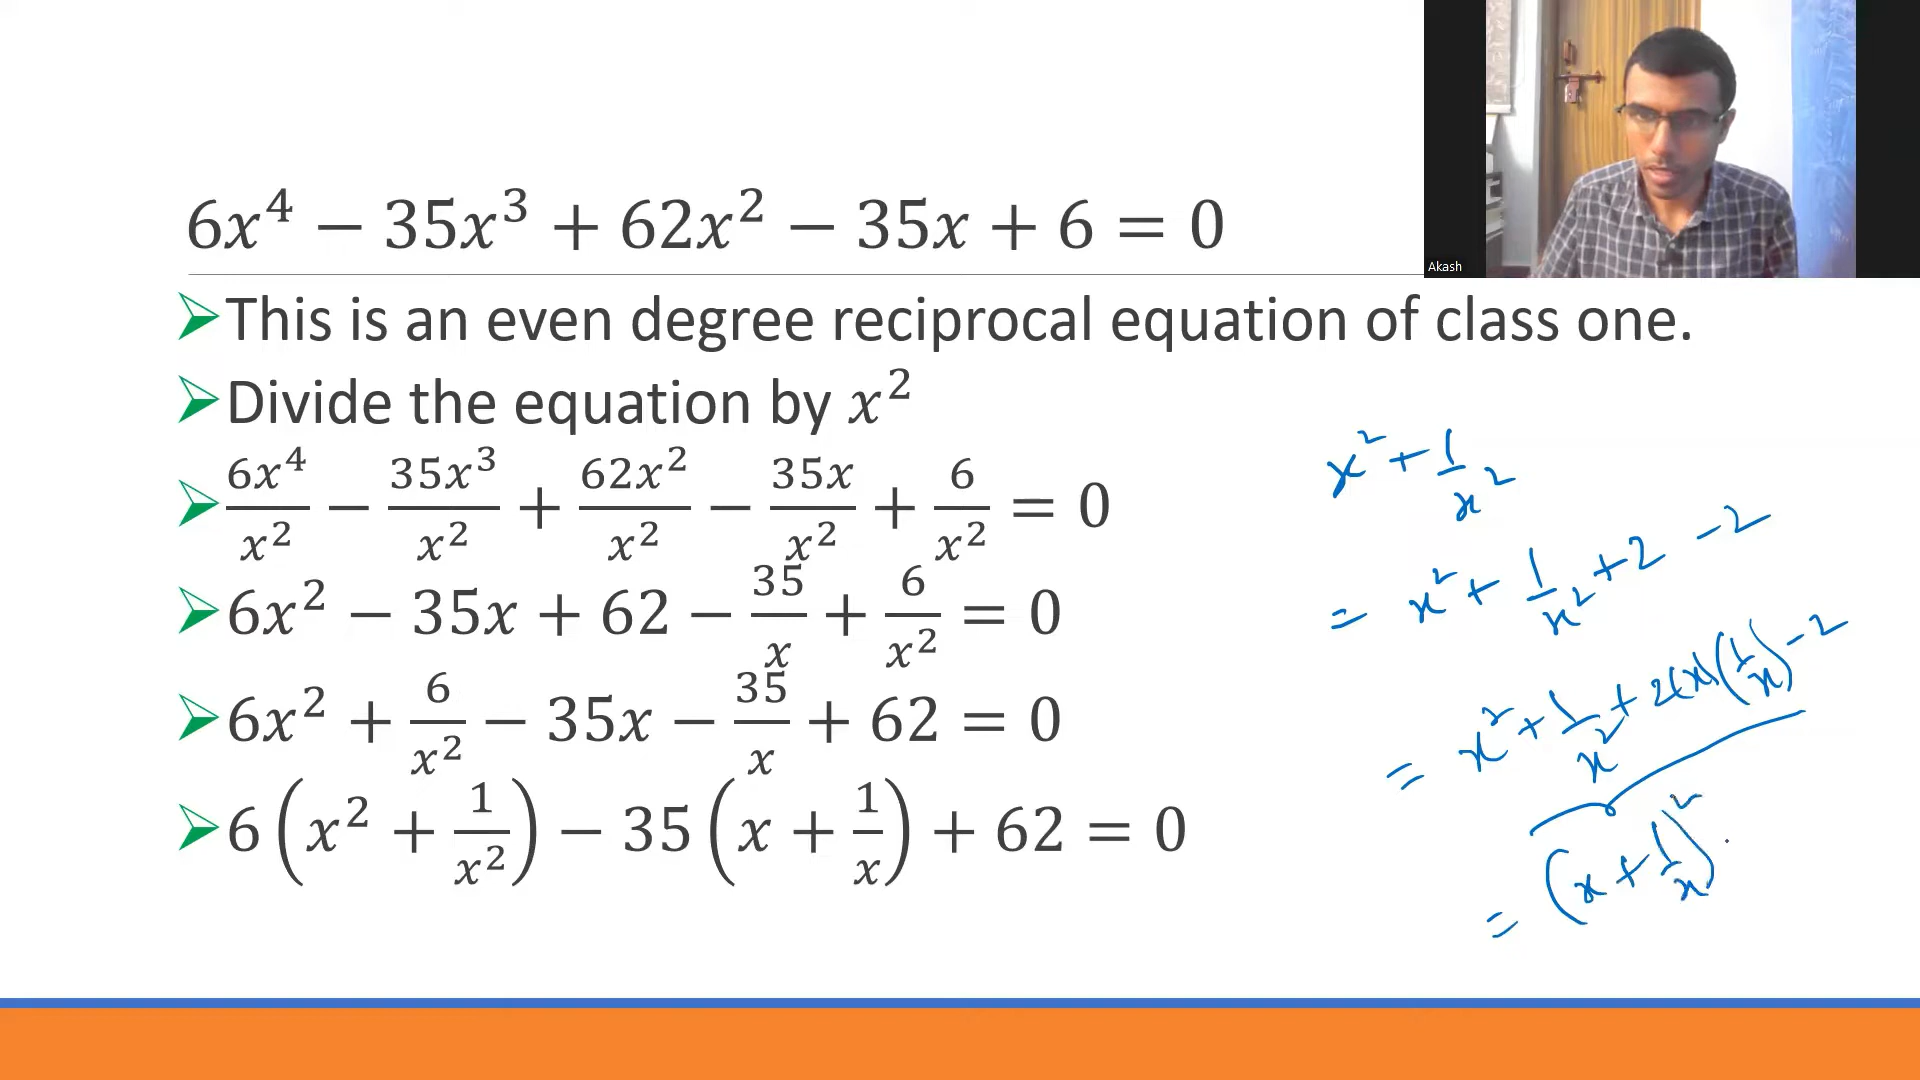 6x⁴ − 35x³ + 62x² − 35x + 6 = 0
Akash
➢This is an even degree reciprocal equation of class one.
➢Divide the equation by x²
➢6x⁴/x² − 35x³/x² + 62x²/x² − 35x/x² + 6/x² = 0
➢6x² − 35x + 62 − 35/x + 6/x² = 0
➢6x² + 6/x² − 35x − 35/x + 62 = 0
➢6(x² + 1/x²) − 35(x + 1/x) + 62 = 0
x² + 1/x²
= x² + 1/x² + 2 − 2
= x² + 1/x² + 2(x)(1/x) − 2
= (x + 1/x)²